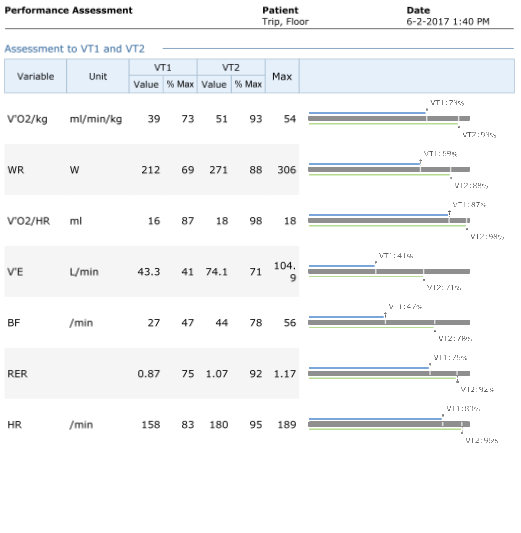 Performance Assessment Patient Date
Trip, Floor 6-2-2017 1:40 PM
Assessment to VT1 and VT2
Variable Unit VT1 VT2 Max
Value % Max Value % Max
VT1:73%
V'O2/kg ml/min/kg 39 73 51 93 54
VT2:93%
VT1:69%
WR W 212 69 271 88 306
VT2:88%
VT1:87%
V'O2/HR ml 16 87 18 98 18
VT2:98%
VT1:41%
V'E L/min 43.3 41 74.1 71 104.9
VT2:71%
VT1:47%
BF /min 27 47 44 78 56
VT2:78%
VT1:75%
RER 0.87 75 1.07 92 1.17
VT2:92%
VT1:83%
HR /min 158 83 180 95 189
VT2:95%